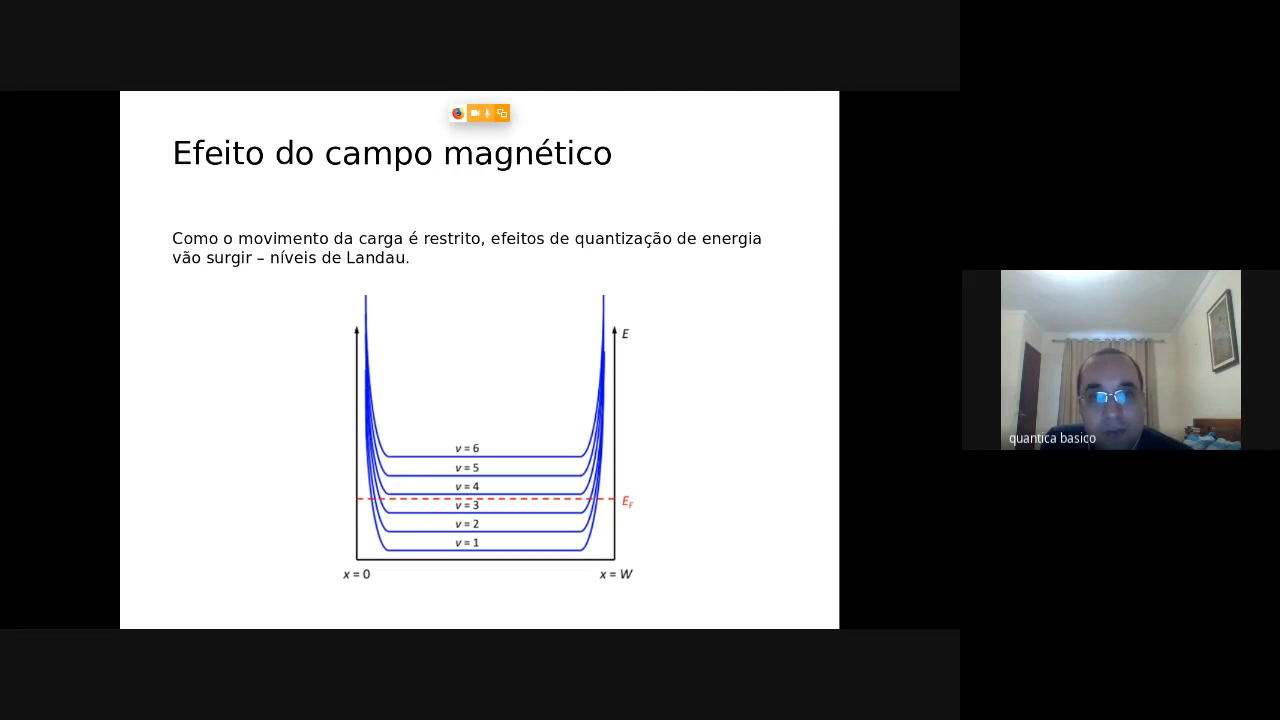 Efeito do campo magnético
Como o movimento da carga é restrito, efeitos de quantização de energia
vão surgir – níveis de Landau.
E
v = 6
v = 5
v = 4
E_F
v = 3
v = 2
v = 1
x = 0
x = W
quantica basico